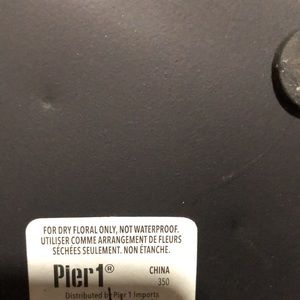 FOR DRY FLORAL ONLY, NOT WATERPROOF.
UTILISER COMME ARRANGEMENT DE FLEURS
SÉCHÉES SEULEMENT. NON ÉTANCHE.
Pier1® CHINA
350
Distributed by Pier 1 Imports